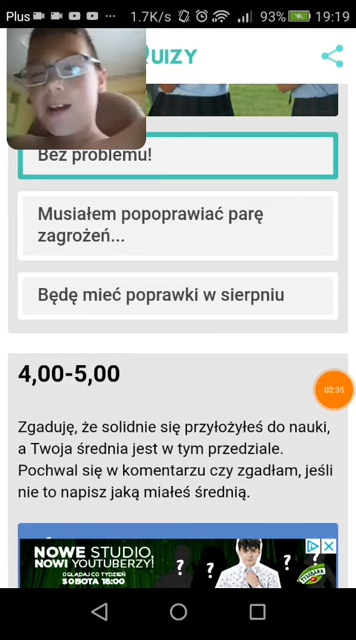 Plus ... 1.7K/s 93% 19:19
QUIZY
Bez problemu!
Musiałem popoprawiać parę
zagrożeń...
Będę mieć poprawki w sierpniu
4,00-5,00
02:35
Zgaduję, że solidnie się przyłożyłeś do nauki,
a Twoja średnia jest w tym przedziale.
Pochwal się w komentarzu czy zgadłam, jeśli
nie to napisz jaką miałeś średnią.
NOWE STUDIO,
NOWI YOUTUBERZY!
OGLĄDAJ CO TYDZIEŃ
SOBOTA 18:00
? ? ? ?